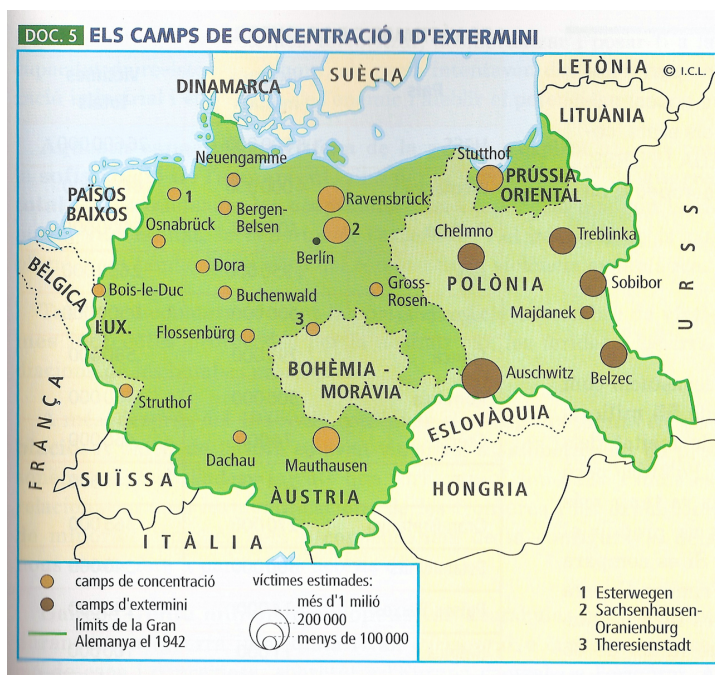 DOC. 5 ELS CAMPS DE CONCENTRACIÓ I D'EXTERMINI
LETÒNIA © I.C.L.
SUÈCIA
DINAMARCA
LITUÀNIA
Neuengamme
Stutthof
PRÚSSIA
ORIENTAL
PAÏSOS
BAIXOS
1
Ravensbrück
Bergen-
Belsen
Osnabrück
2
Chelmno
Treblinka
Berlín
BÈLGICA
Dora
POLÒNIA
Sobibor
URSS
Bois-le-Duc
Buchenwald
Gross-
Rosen
Majdanek
LUX.
3
Flossenbürg
BOHÈMIA -
MORÀVIA
Auschwitz
Belzec
FRANÇA
Struthof
ESLOVÀQUIA
Dachau
Mauthausen
SUÏSSA
ÀUSTRIA
HONGRIA
ITÀLIA
camps de concentració
camps d'extermini
límits de la Gran
Alemanya el 1942
víctimes estimades:
més d'1 milió
200 000
menys de 100 000
1 Esterwegen
2 Sachsenhausen-
Oranienburg
3 Theresienstadt